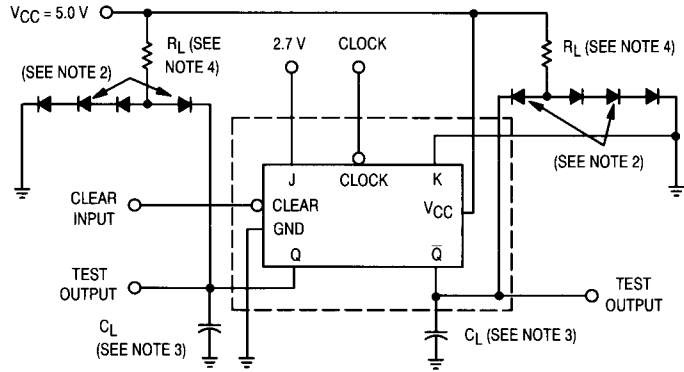 VCC = 5.0 V
RL (SEE
NOTE 4)
2.7 V
CLOCK
RL (SEE NOTE 4)
(SEE NOTE 2)
(SEE NOTE 2)
J
CLOCK
K
CLEAR
INPUT
CLEAR
VCC
GND
Q
Q̅
TEST
OUTPUT
TEST
OUTPUT
CL
(SEE NOTE 3)
CL (SEE NOTE 3)